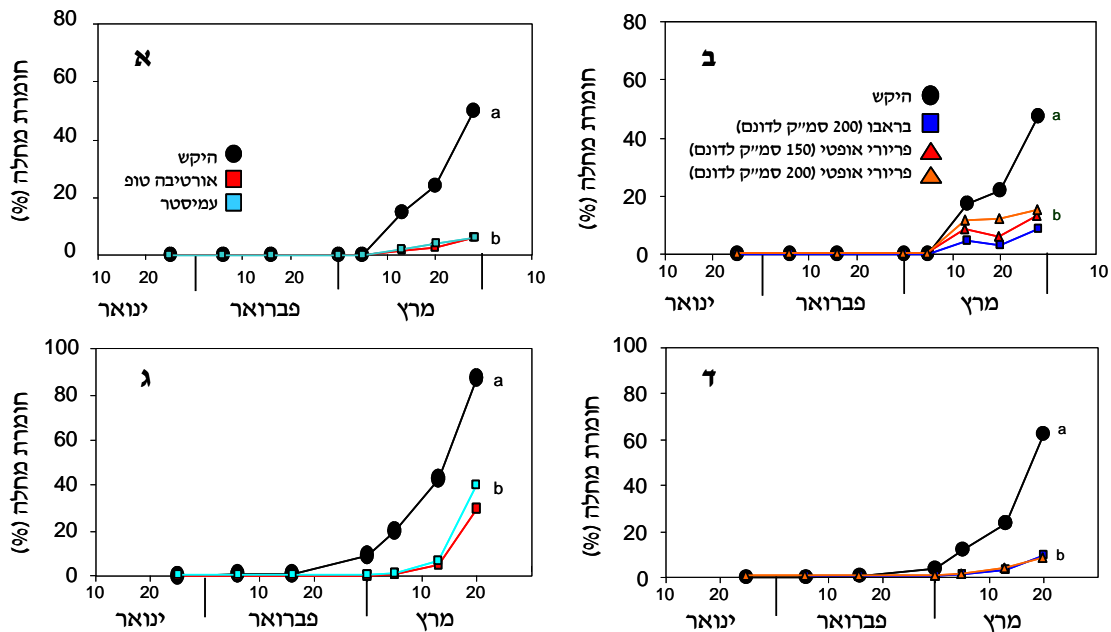 א
חומרת מחלה (%)
80
60
40
20
0
היקש
אורטיבה טופ
עמיסטר
a
b
10 20 10 20 10 20 10
ינואר פברואר מרץ
ב
חומרת מחלה (%)
80
60
40
20
0
היקש
בראבו (200 סמ״ק לדונם)
פריורי אופטי (150 סמ״ק לדונם)
פריורי אופטי (200 סמ״ק לדונם)
a
b
10 20 10 20 10 20 10
ינואר פברואר מרץ
ג
חומרת מחלה (%)
100
80
60
40
20
0
a
b
10 20 10 20 10 20
ינואר פברואר מרץ
ד
חומרת מחלה (%)
100
80
60
40
20
0
a
b
10 20 10 20 10 20
ינואר פברואר מרץ